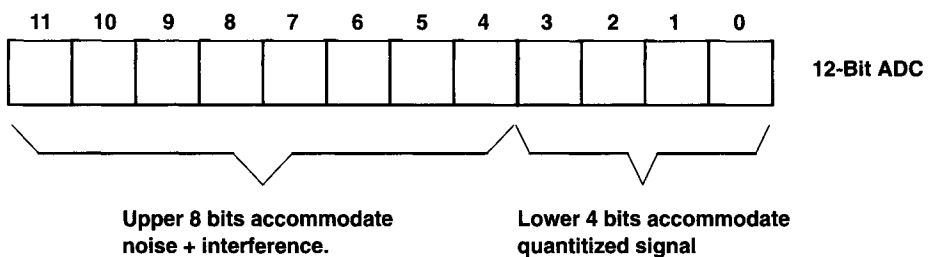 11 10 9 8 7 6 5 4 3 2 1 0
12-Bit ADC
Upper 8 bits accommodate
noise + interference.
Lower 4 bits accommodate
quantitized signal